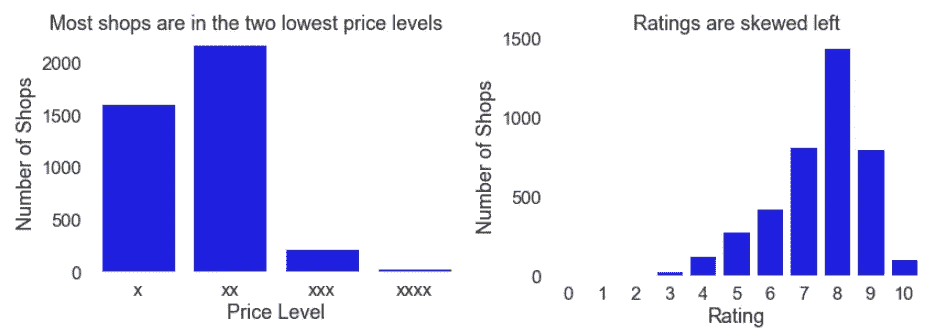 Most shops are in the two lowest price levels
Number of Shops
2000
1500
1000
500
0
x xx xxx xxxx
Price Level
Ratings are skewed left
Number of Shops
1500
1000
500
0
0 1 2 3 4 5 6 7 8 9 10
Rating